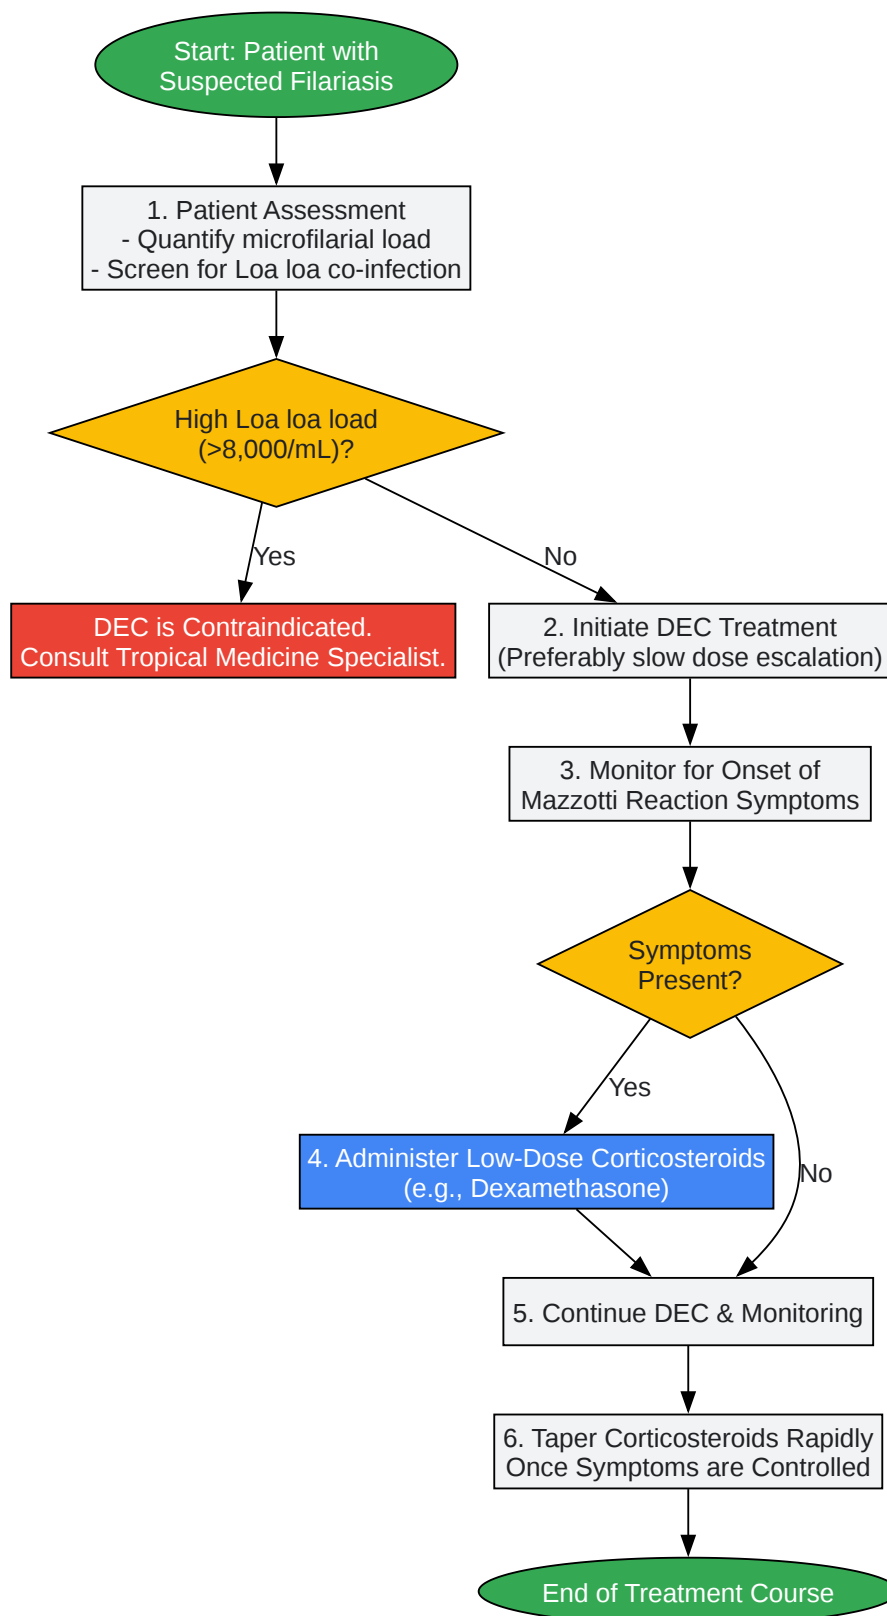 Start: Patient with
Suspected Filariasis
1. Patient Assessment
- Quantify microfilarial load
- Screen for Loa loa co-infection
High Loa loa load
(>8,000/mL)?
Yes
No
DEC is Contraindicated.
Consult Tropical Medicine Specialist.
2. Initiate DEC Treatment
(Preferably slow dose escalation)
3. Monitor for Onset of
Mazzotti Reaction Symptoms
Symptoms
Present?
Yes
4. Administer Low-Dose Corticosteroids
(e.g., Dexamethasone)
No
5. Continue DEC & Monitoring
6. Taper Corticosteroids Rapidly
Once Symptoms are Controlled
End of Treatment Course